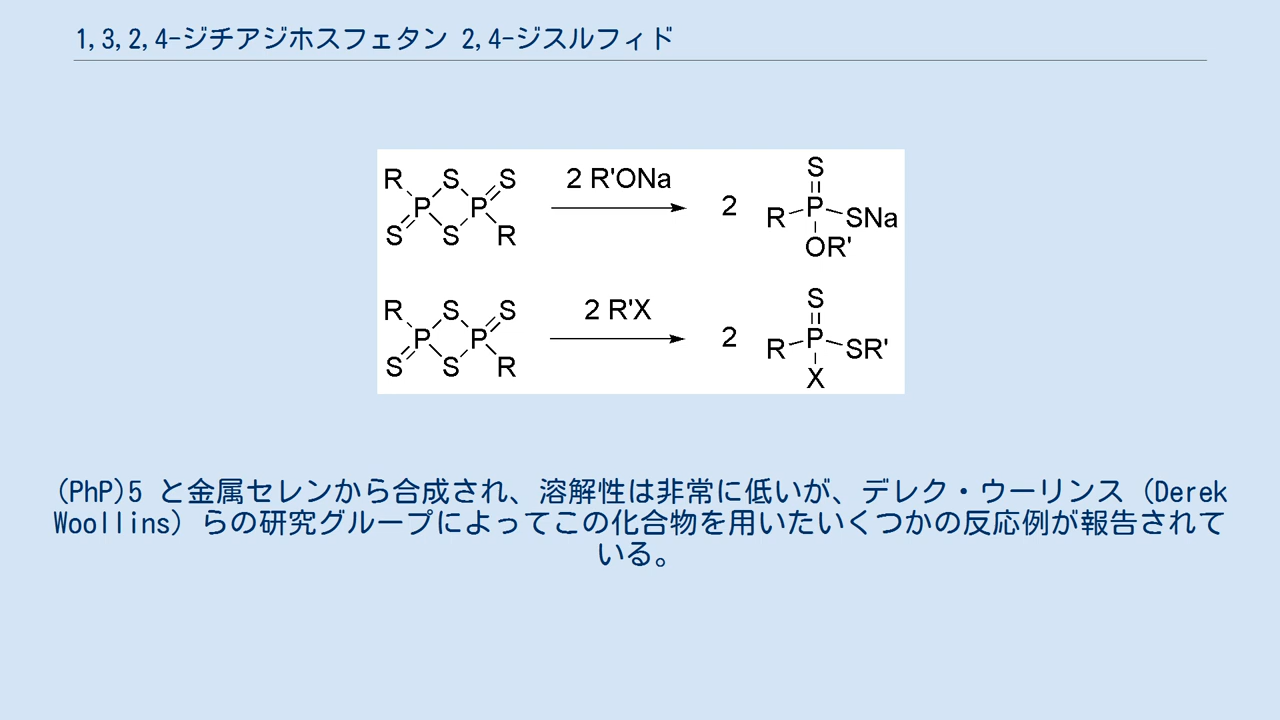 1,3,2,4-ジチアジホスフェタン 2,4-ジスルフィド
R S S
P P
S S R
2 R'ONa
2
S
R P SNa
OR'
R S S
P P
S S R
2 R'X
2
S
R P SR'
X
(PhP)5 と金属セレンから合成され、溶解性は非常に低いが、デレク・ウーリンス (Derek
Woollins) らの研究グループによってこの化合物を用いたいくつかの反応例が報告されて
いる。